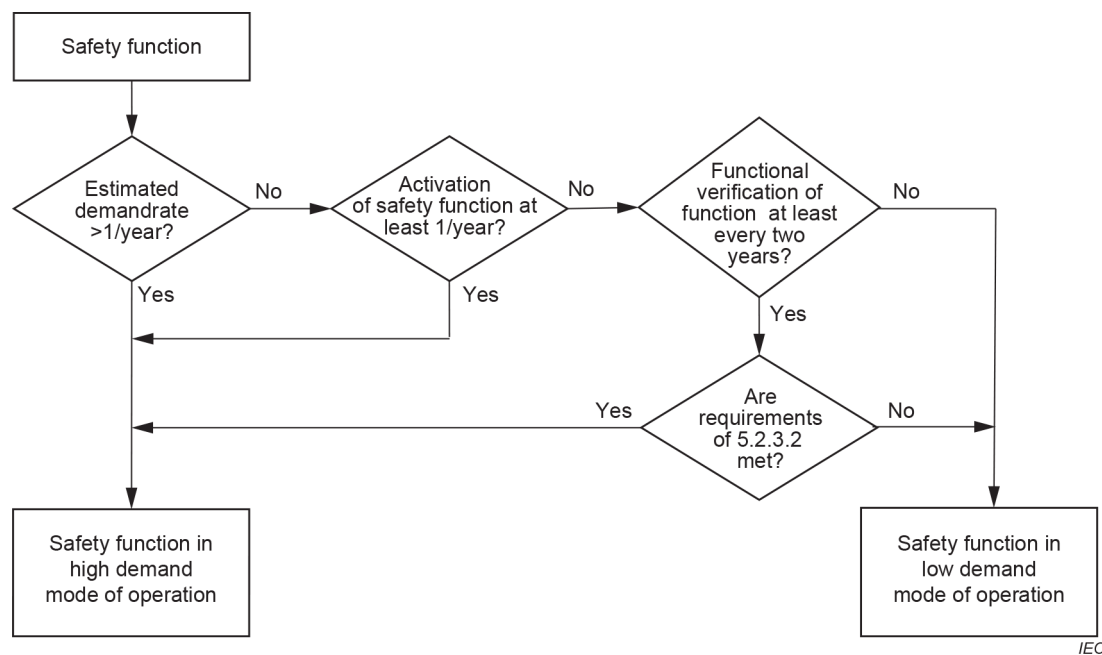 Safety function
Estimated
demandrate
>1/year?
No
Yes
Activation
of safety function at
least 1/year?
No
Yes
Functional
verification of
function at least
every two
years?
No
Yes
Are
requirements
of 5.2.3.2
met?
Yes
No
Safety function in
high demand
mode of operation
Safety function in
low demand
mode of operation
IEC